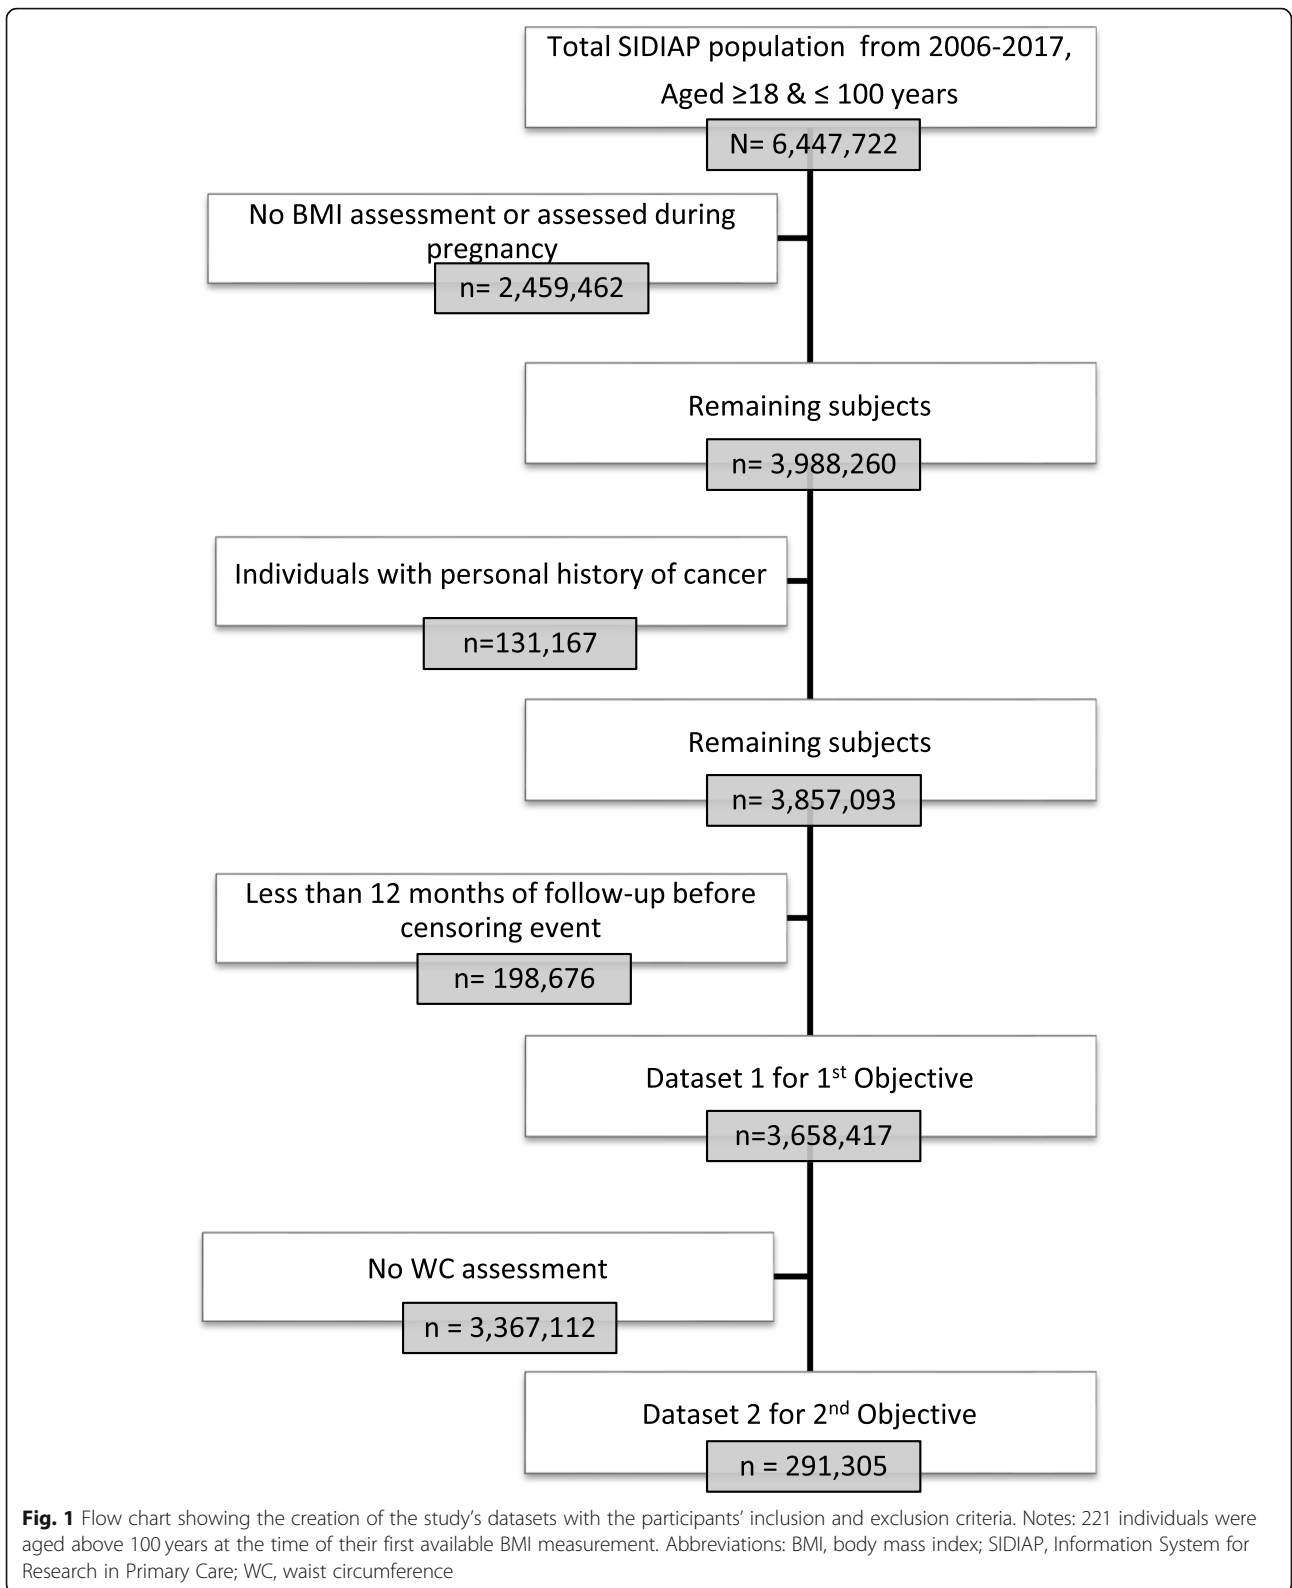 Total SIDIAP population from 2006-2017,
Aged ≥18 & ≤ 100 years
N= 6,447,722
No BMI assessment or assessed during
pregnancy
n= 2,459,462
Remaining subjects
n= 3,988,260
Individuals with personal history of cancer
n=131,167
Remaining subjects
n= 3,857,093
Less than 12 months of follow-up before
censoring event
n= 198,676
Dataset 1 for 1st Objective
n=3,658,417
No WC assessment
n = 3,367,112
Dataset 2 for 2nd Objective
n = 291,305
Fig. 1 Flow chart showing the creation of the study’s datasets with the participants’ inclusion and exclusion criteria. Notes: 221 individuals were
aged above 100 years at the time of their first available BMI measurement. Abbreviations: BMI, body mass index; SIDIAP, Information System for
Research in Primary Care; WC, waist circumference